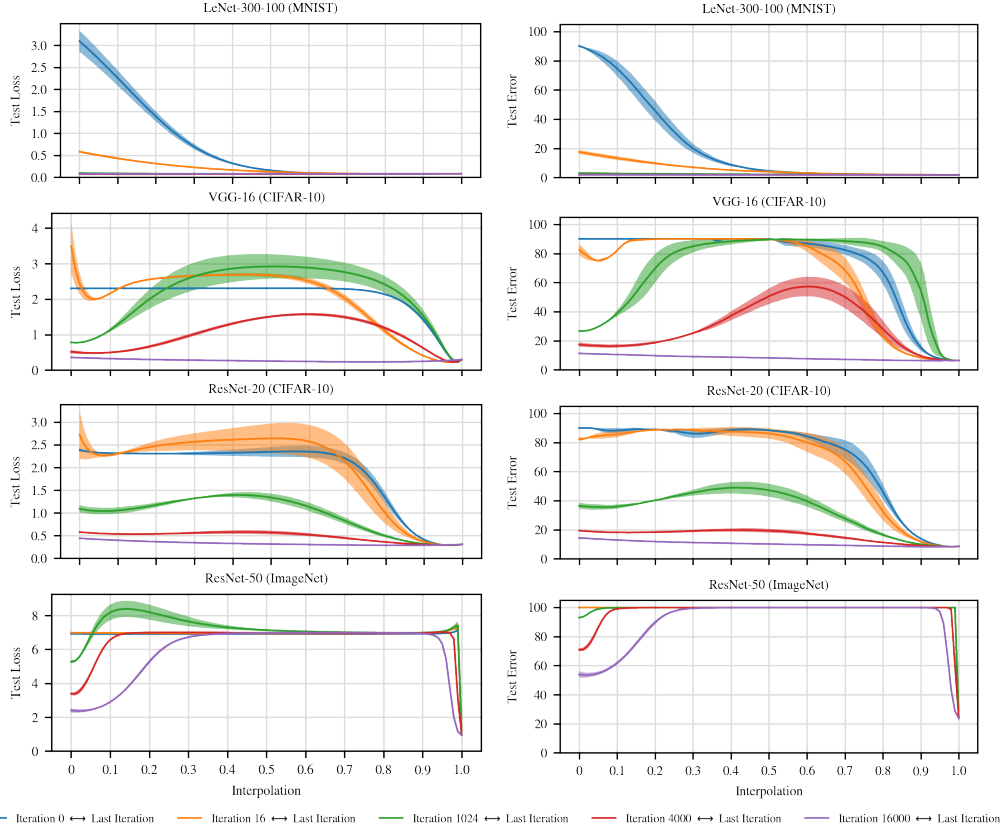 LeNet-300-100 (MNIST)
Test Loss
3.0
2.5
2.0
1.5
1.0
0.5
0.0
LeNet-300-100 (MNIST)
Test Error
100
80
60
40
20
0
VGG-16 (CIFAR-10)
Test Loss
4
3
2
1
0
VGG-16 (CIFAR-10)
Test Error
100
80
60
40
20
0
ResNet-20 (CIFAR-10)
Test Loss
3.0
2.5
2.0
1.5
1.0
0.5
0.0
ResNet-20 (CIFAR-10)
Test Error
100
80
60
40
20
0
ResNet-50 (ImageNet)
Test Loss
8
6
4
2
0
0 0.1 0.2 0.3 0.4 0.5 0.6 0.7 0.8 0.9 1.0
Interpolation
ResNet-50 (ImageNet)
Test Error
100
80
60
40
20
0
0 0.1 0.2 0.3 0.4 0.5 0.6 0.7 0.8 0.9 1.0
Interpolation
Iteration 0 ↔ Last Iteration Iteration 16 ↔ Last Iteration Iteration 1024 ↔ Last Iteration Iteration 4000 ↔ Last Iteration Iteration 16000 ↔ Last Iteration